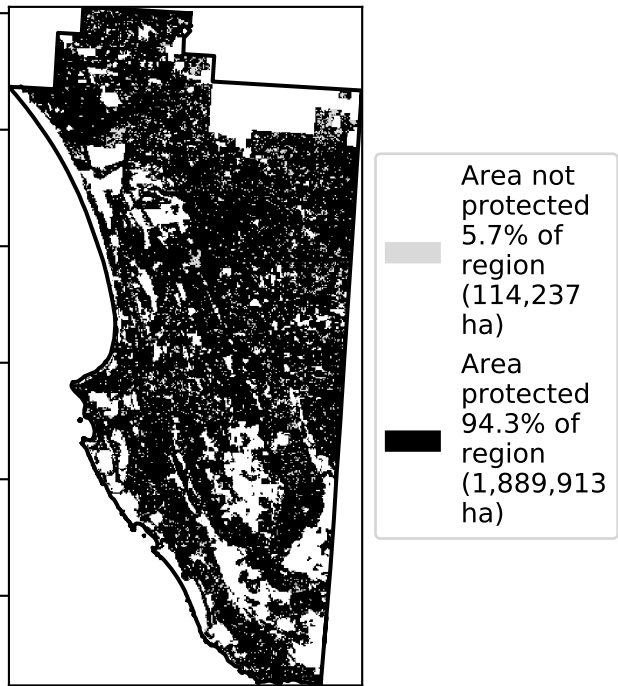 Area not
protected
5.7% of
region
(114,237
ha)
Area
protected
94.3% of
region
(1,889,913
ha)